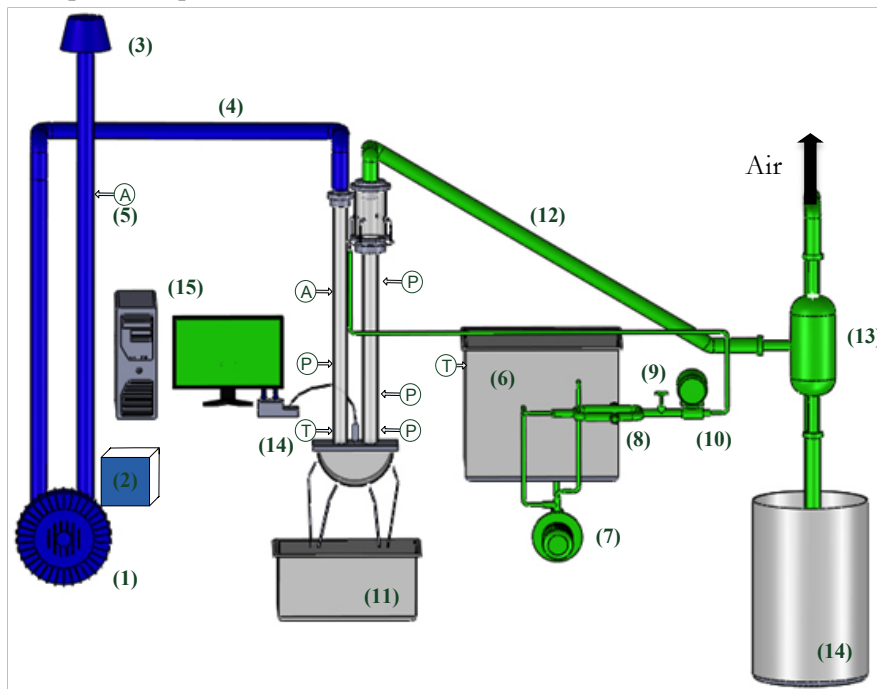 (3)
(4)
Air
A
(5)
(12)
P
A
(15)
(13)
P
T
(6)
(9)
P
(14)
T
P
(8)
(10)
(2)
(7)
(1)
(11)
(14)